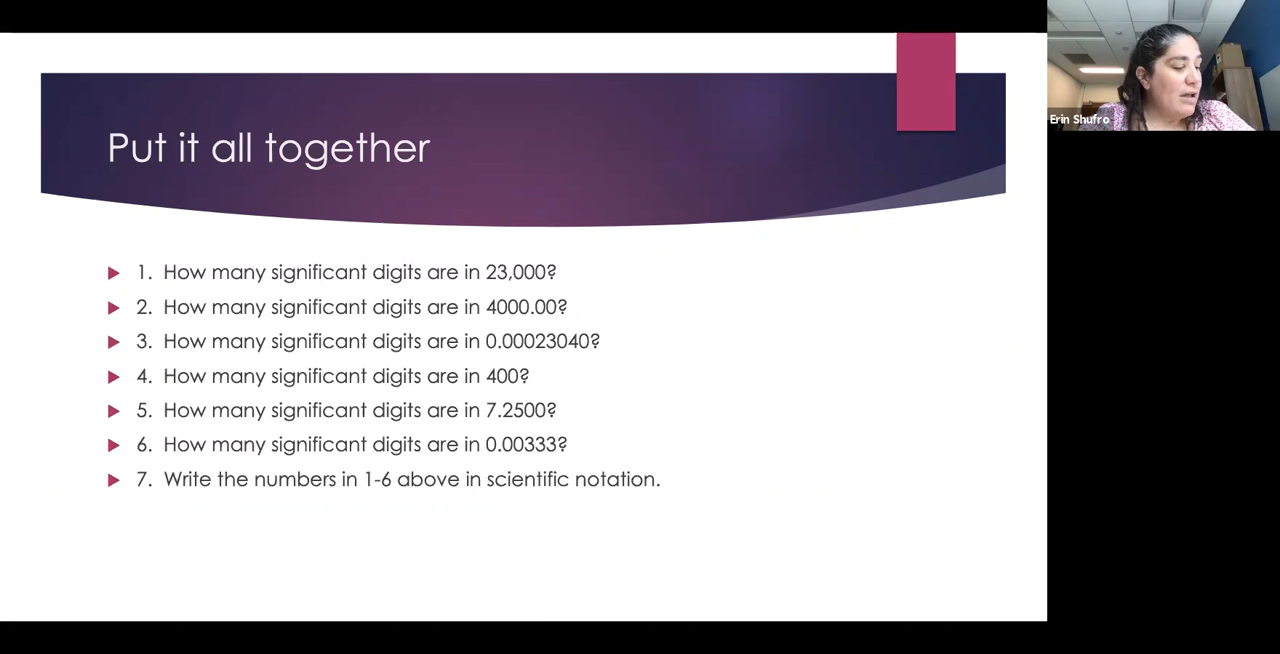 Put it all together
1. How many significant digits are in 23,000?
2. How many significant digits are in 4000.00?
3. How many significant digits are in 0.00023040?
4. How many significant digits are in 400?
5. How many significant digits are in 7.2500?
6. How many significant digits are in 0.00333?
7. Write the numbers in 1-6 above in scientific notation.
Erin Shufro